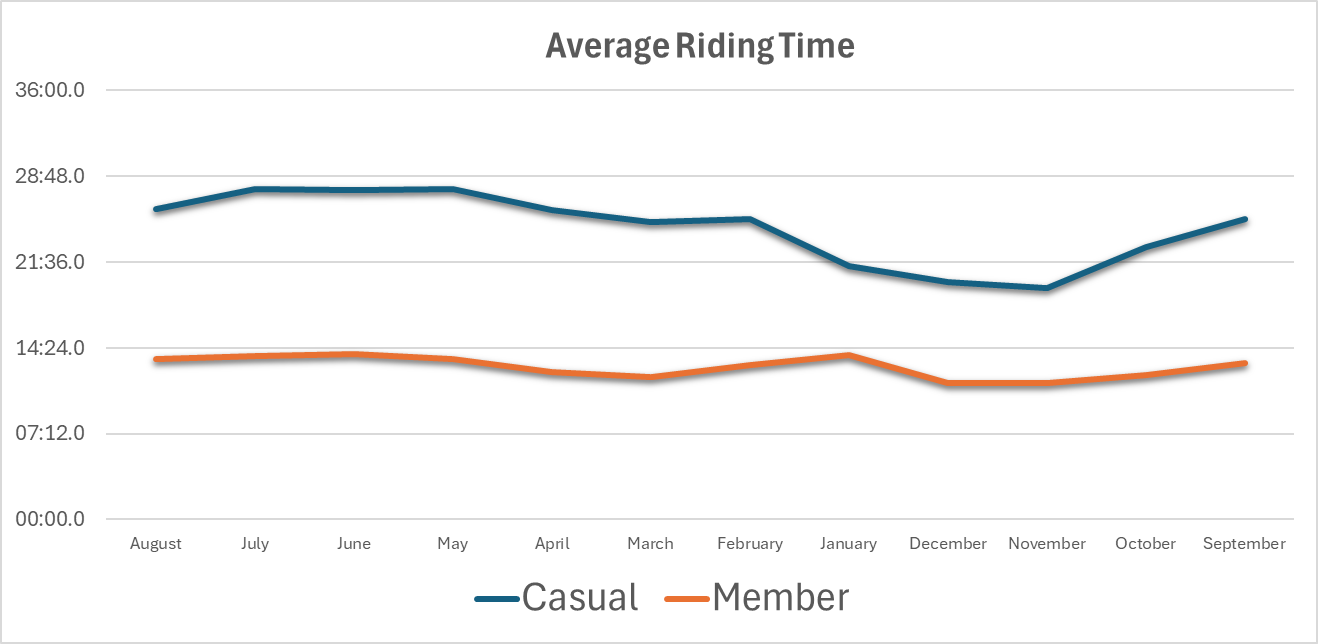 Average Riding Time
36:00.0
28:48.0
21:36.0
14:24.0
07:12.0
00:00.0
August July June May April March February January December November October September
Casual Member